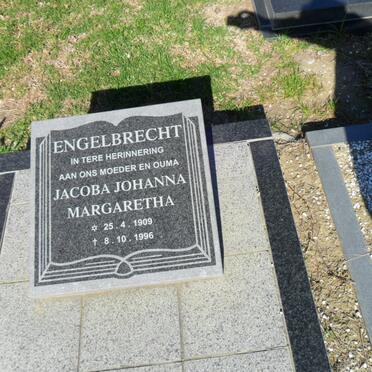 ENGELBRECHT
IN TERE HERINNERING
AAN ONS MOEDER EN OUMA
JACOBA JOHANNA
MARGARETHA
✡ 25.4.1909
† 8.10.1996